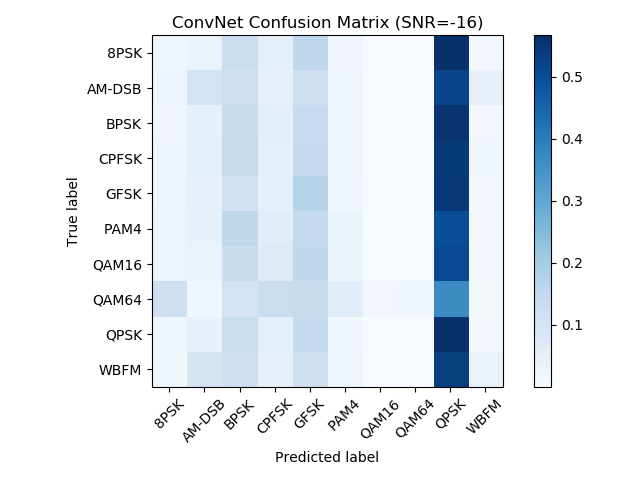 ConvNet Confusion Matrix (SNR=-16)
True label
8PSK
AM-DSB
BPSK
CPFSK
GFSK
PAM4
QAM16
QAM64
QPSK
WBFM
8PSK
AM-DSB
BPSK
CPFSK
GFSK
PAM4
QAM16
QAM64
QPSK
WBFM
Predicted label
0.5
0.4
0.3
0.2
0.1